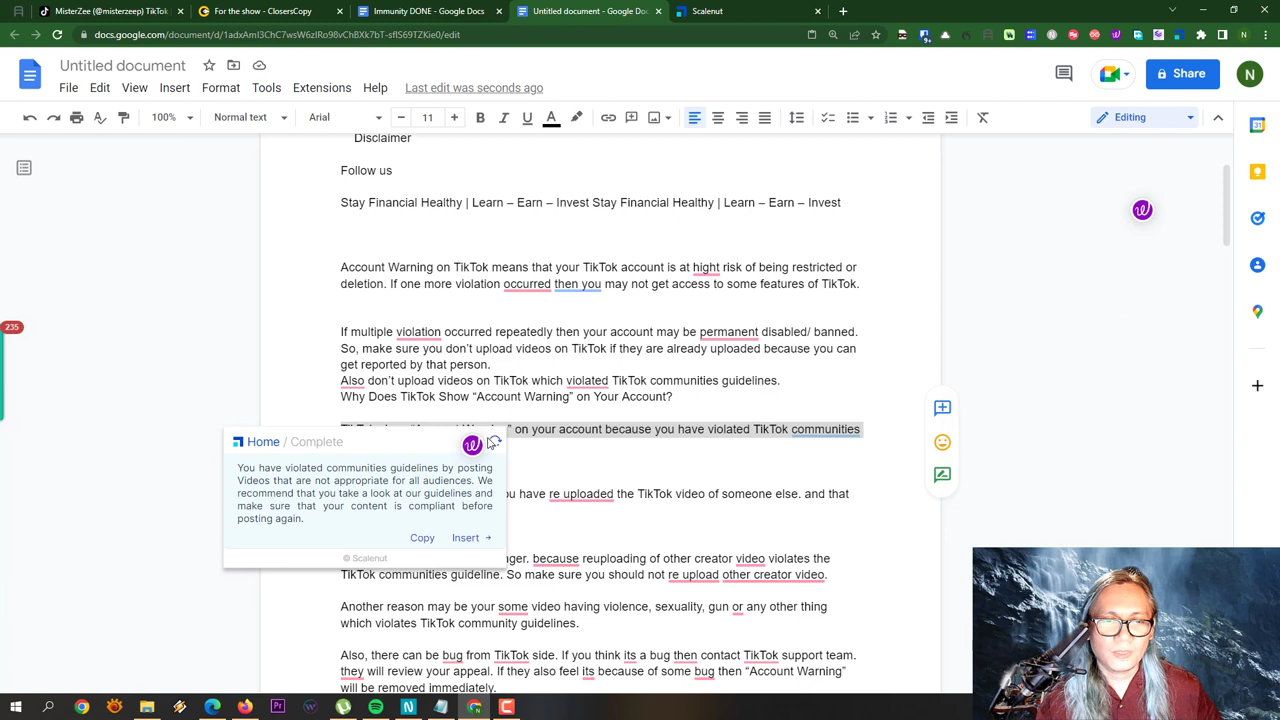 MisterZee (@misterzeep) TikTok
For the show - ClosersCopy
Immunity DONE - Google Docs
Untitled document - Google Doc
Scalenut
docs.google.com/document/d/1adxAmI3ChC7wsW6zlRo98vChBXk7bT-sflS69TZKie0/edit
Untitled document
Share
N
File Edit View Insert Format Tools Extensions Help Last edit was seconds ago
100% Normal text Arial 11 Editing
Disclaimer
Follow us
Stay Financial Healthy | Learn – Earn – Invest Stay Financial Healthy | Learn – Earn – Invest
Account Warning on TikTok means that your TikTok account is at hight risk of being restricted or
deletion. If one more violation occurred then you may not get access to some features of TikTok.
If multiple violation occurred repeatedly then your account may be permanent disabled/ banned.
So, make sure you don't upload videos on TikTok if they are already uploaded because you can
get reported by that person.
Also don't upload videos on TikTok which violated TikTok communities guidelines.
Why Does TikTok Show "Account Warning" on Your Account?
on your account because you have violated TikTok communities
235
Home / Complete
You have violated communities guidelines by posting
Videos that are not appropriate for all audiences. We
recommend that you take a look at our guidelines and
make sure that your content is compliant before
posting again.
Copy Insert
Scalenut
you have re uploaded the TikTok video of someone else. and that
because reuploading of other creator video violates the
TikTok communities guideline. So make sure you should not re upload other creator video.
Another reason may be your some video having violence, sexuality, gun or any other thing
which violates TikTok community guidelines.
Also, there can be bug from TikTok side. If you think its a bug then contact TikTok support team.
they will review your appeal. If they also feel its because of some bug then "Account Warning"
will be removed immediately.